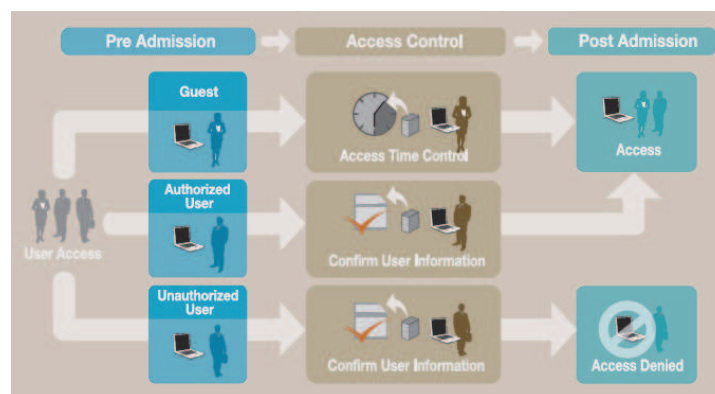 Pre Admission
Access Control
Post Admission
Guest
Access Time Control
Access
Authorized
User
User Access
Confirm User Information
Unauthorized
User
Confirm User Information
Access Denied